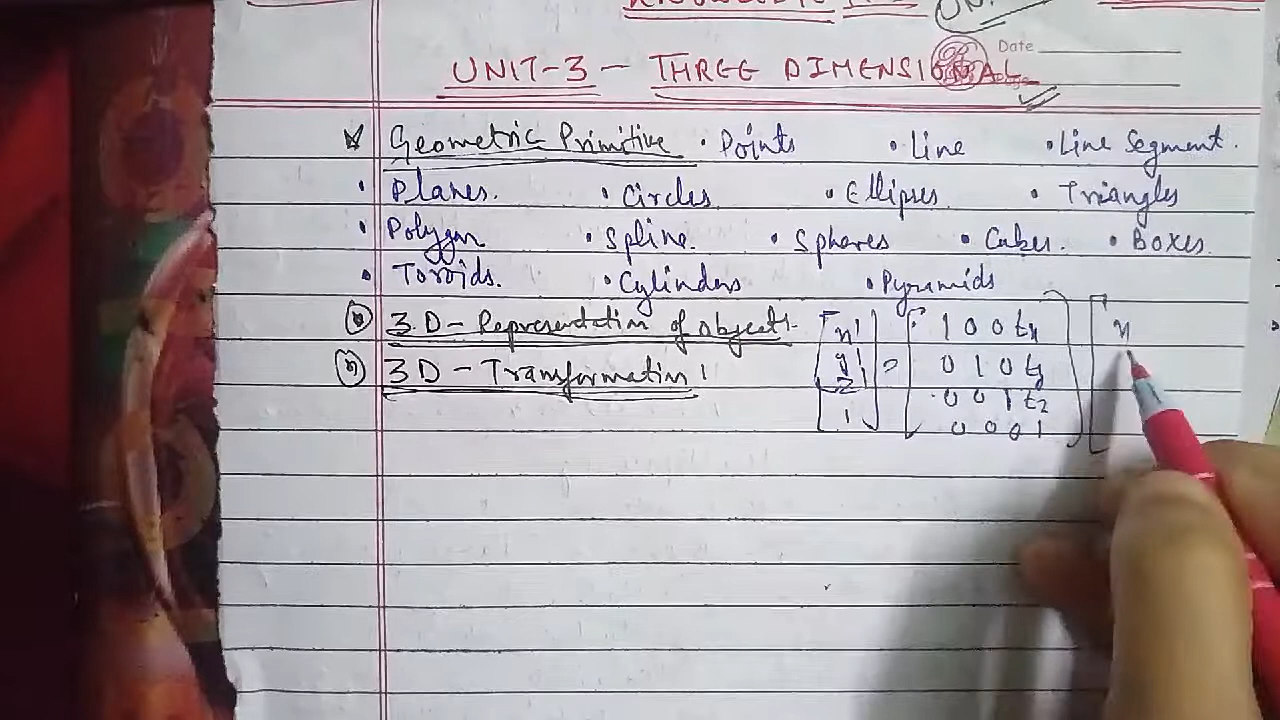 Date
UNIT-3 - THREE DIMENSIONAL
Geometric Primitive • Points • Line • Line Segment.
• Planes. • Circles • Ellipses • Triangles
• Polygon • Spline. • Spheres • Cubes. • Boxes.
• Toroids. • Cylinders • Pyramids
3D-Representation of objects.
3D-Transformation
x' 1 0 0 tx x
y' = 0 1 0 ty
z' 0 0 1 tz
1 0 0 0 1